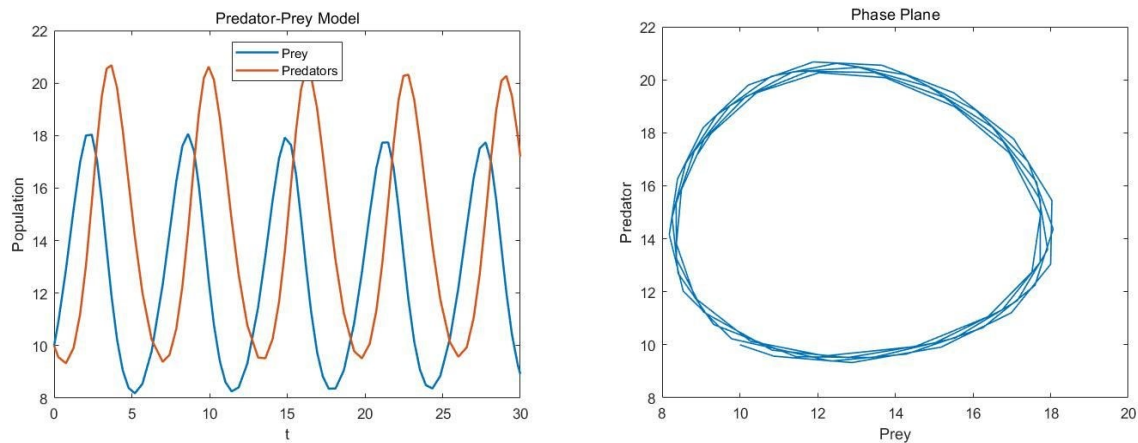 Predator-Prey Model
22
20
18
16
14
12
10
8
Population
Prey
Predators
0 5 10 15 20 25 30
t
Phase Plane
22
20
18
16
14
12
10
8
Predator
8 10 12 14 16 18 20
Prey